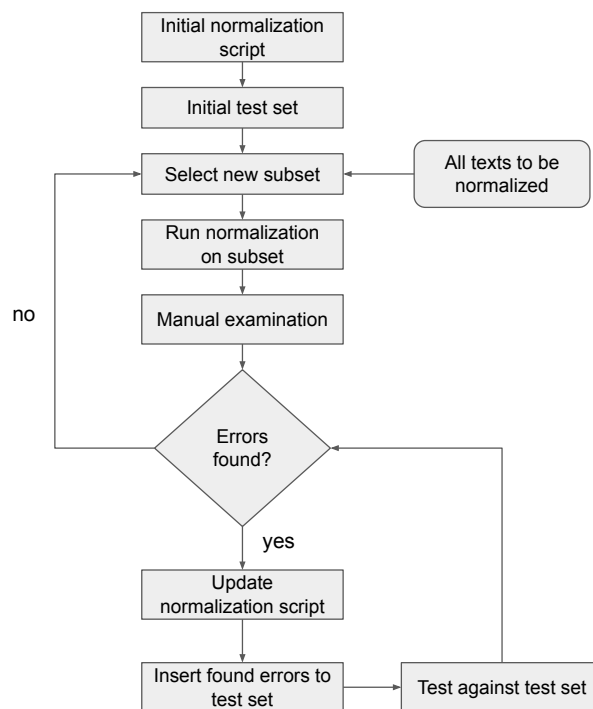 Initial normalization
script
Initial test set
Select new subset
All texts to be
normalized
Run normalization
on subset
no
Manual examination
Errors
found?
yes
Update
normalization script
Insert found errors to
test set
Test against test set